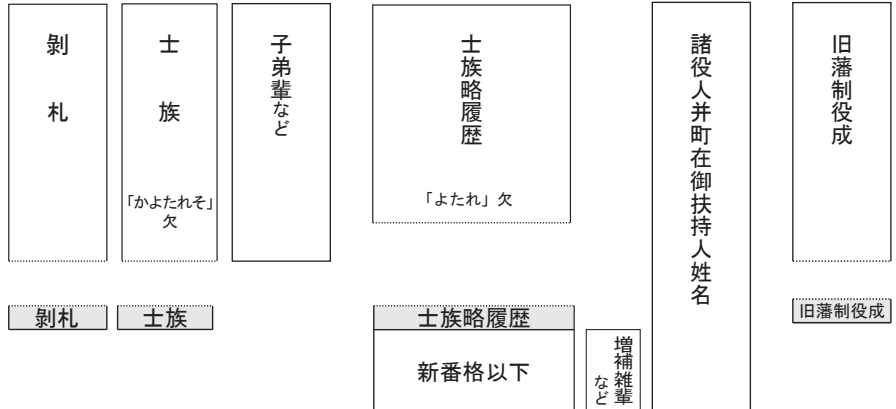 旧藩制役成
諸役人并町在御扶持人姓名
士族略履歴
「よたれ」欠
子弟輩など
士族
「かよたれそ」
欠
剝札
剝札
士族
士族略履歴
旧藩制役成
新番格以下
増補雑輩
など